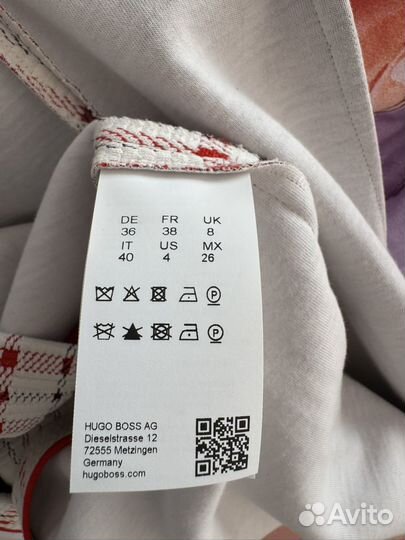 DE FR UK
36 38 8
IT US MX
40 4 26
HUGO BOSS AG
Dieselstrasse 12
72555 Metzingen
Germany
hugoboss.com
Avito